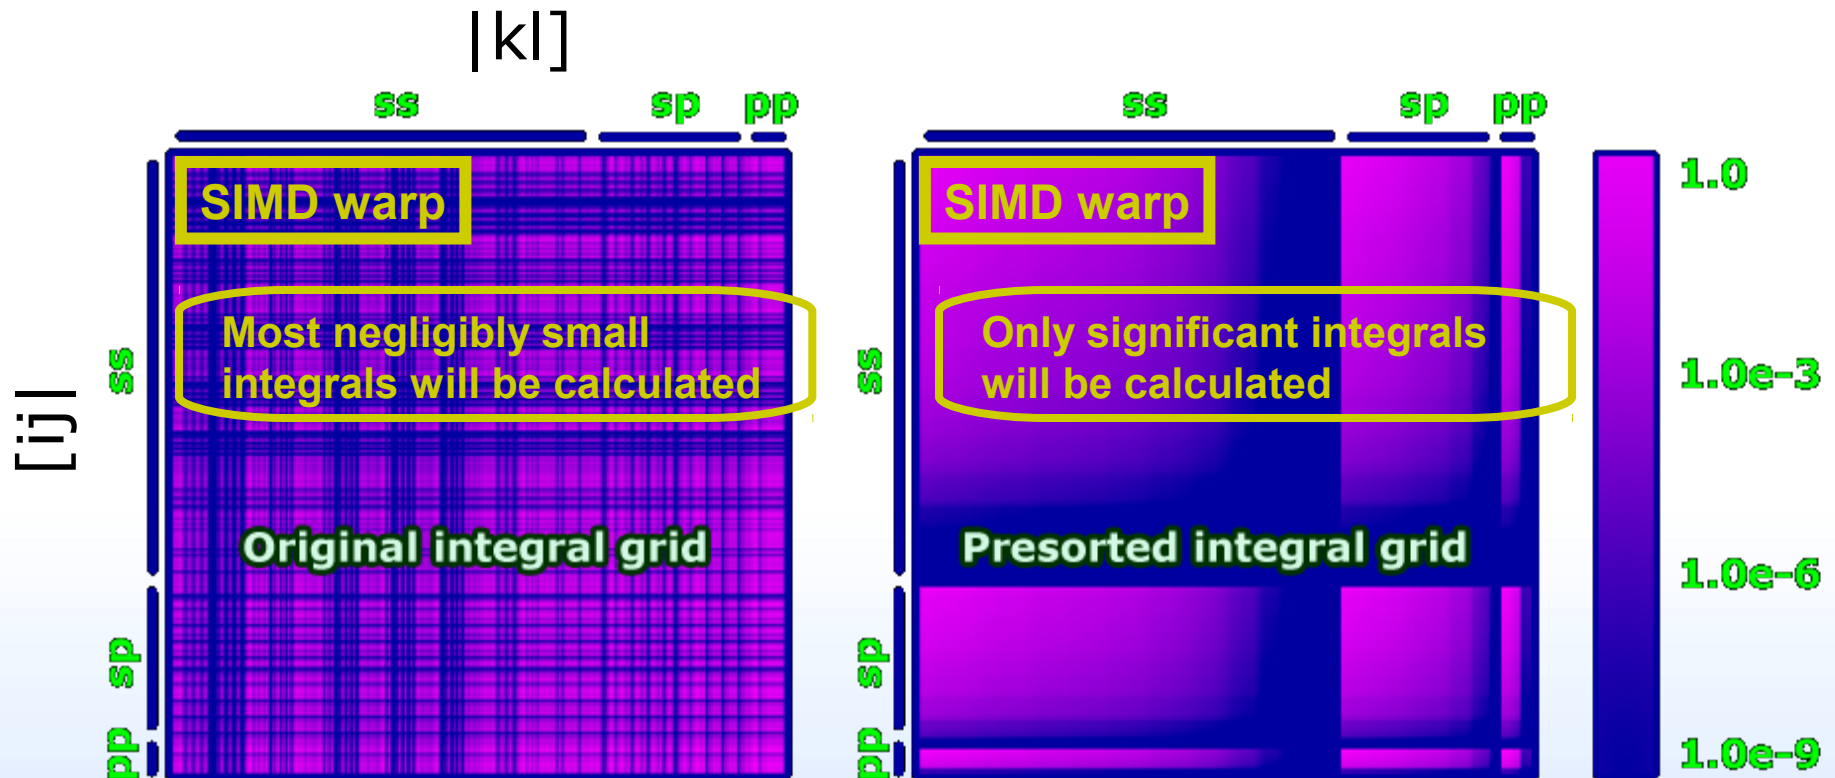 |kl]
ss sp pp
ss sp pp
SIMD warp
SIMD warp
1.0
Most negligibly small
integrals will be calculated
Only significant integrals
will be calculated
[ij|
ss
ss
1.0e-3
Original integral grid
Presorted integral grid
1.0e-6
sp
sp
pp
pp
1.0e-9